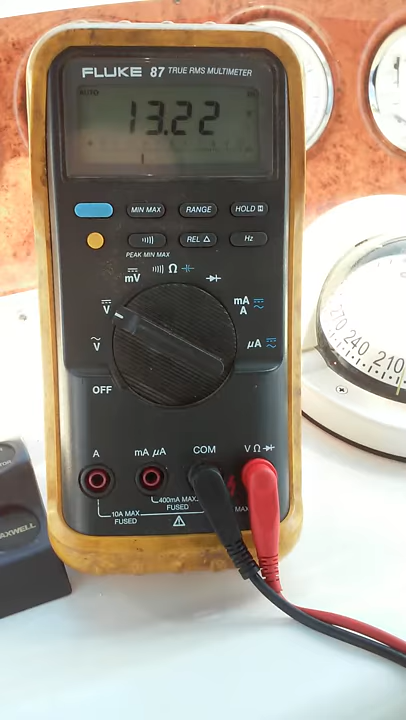 FLUKE 87 TRUE RMS MULTIMETER
AUTO
13.22
MIN MAX RANGE HOLD
REL △ Hz
PEAK MIN MAX
mV Ω
V mA
A
V µA
OFF
A mA µA COM V Ω
400mA MAX
FUSED
10A MAX
FUSED
MAX
270 240 210
MAXWELL